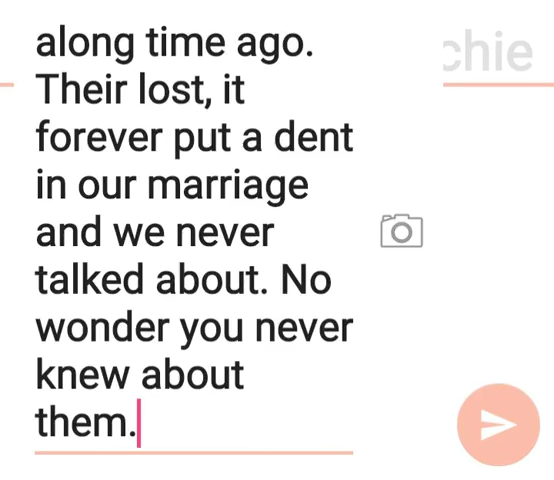 along time ago.
Their lost, it
forever put a dent
in our marriage
and we never
talked about. No
wonder you never
knew about
them.
chie